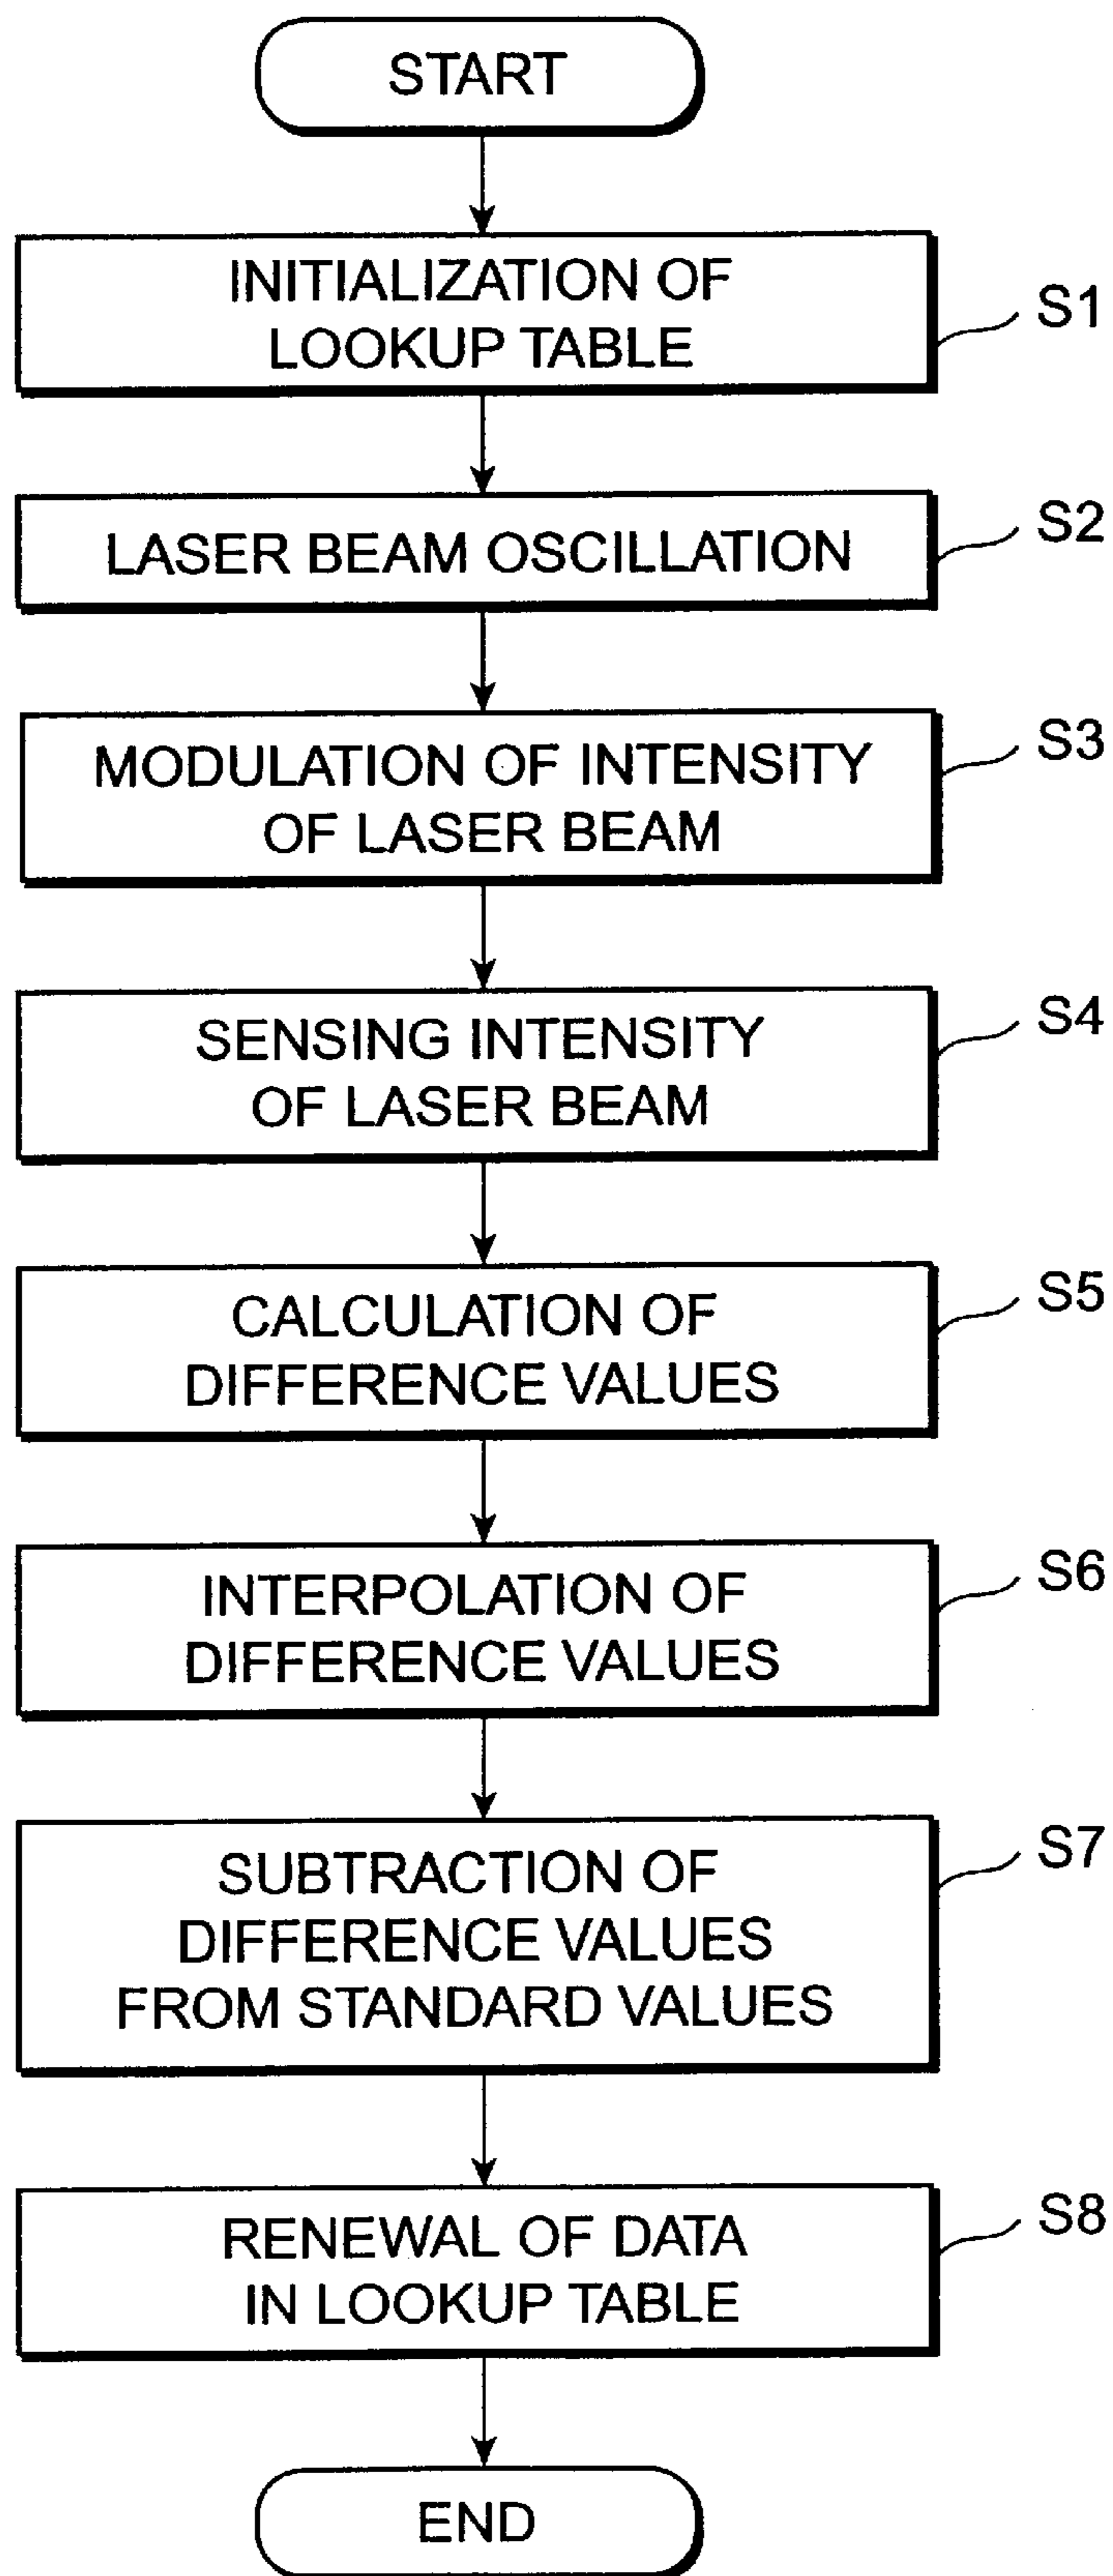 START
INITIALIZATION OF
LOOKUP TABLE
S1
LASER BEAM OSCILLATION
S2
MODULATION OF INTENSITY
OF LASER BEAM
S3
SENSING INTENSITY
OF LASER BEAM
S4
CALCULATION OF
DIFFERENCE VALUES
S5
INTERPOLATION OF
DIFFERENCE VALUES
S6
SUBTRACTION OF
DIFFERENCE VALUES
FROM STANDARD VALUES
S7
RENEWAL OF DATA
IN LOOKUP TABLE
S8
END